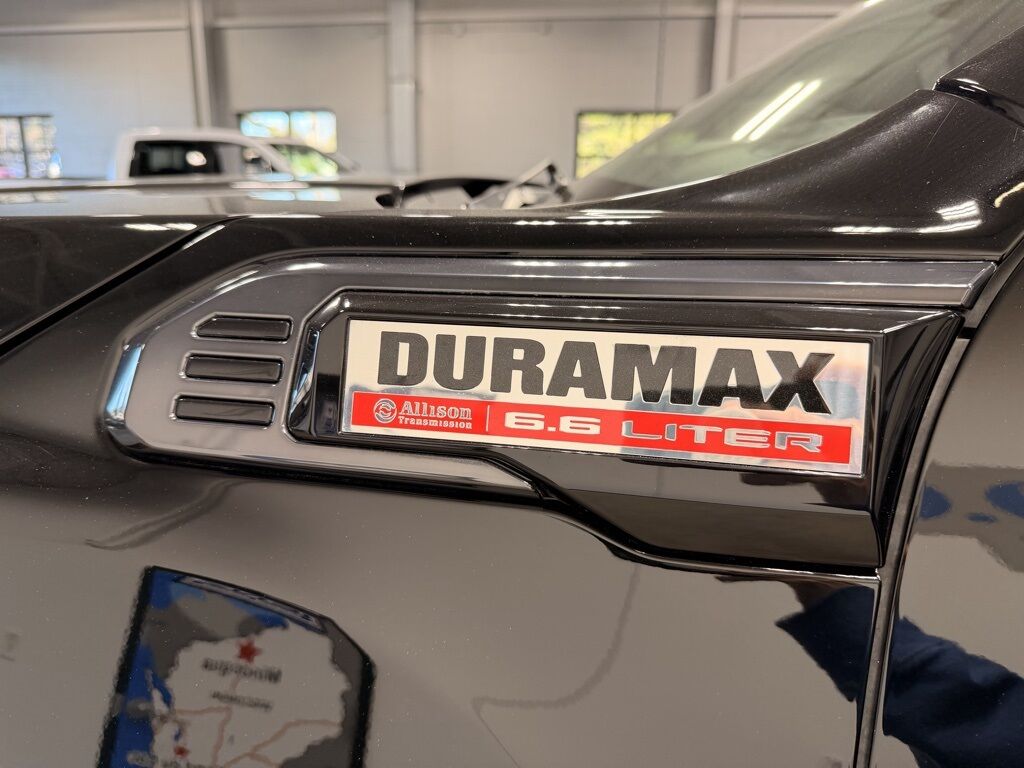 DURAMAX
Allison
Transmission
6.6 LITER